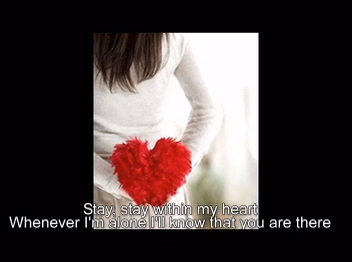 Stay, stay within my heart
Whenever I'm alone I'll know that you are there